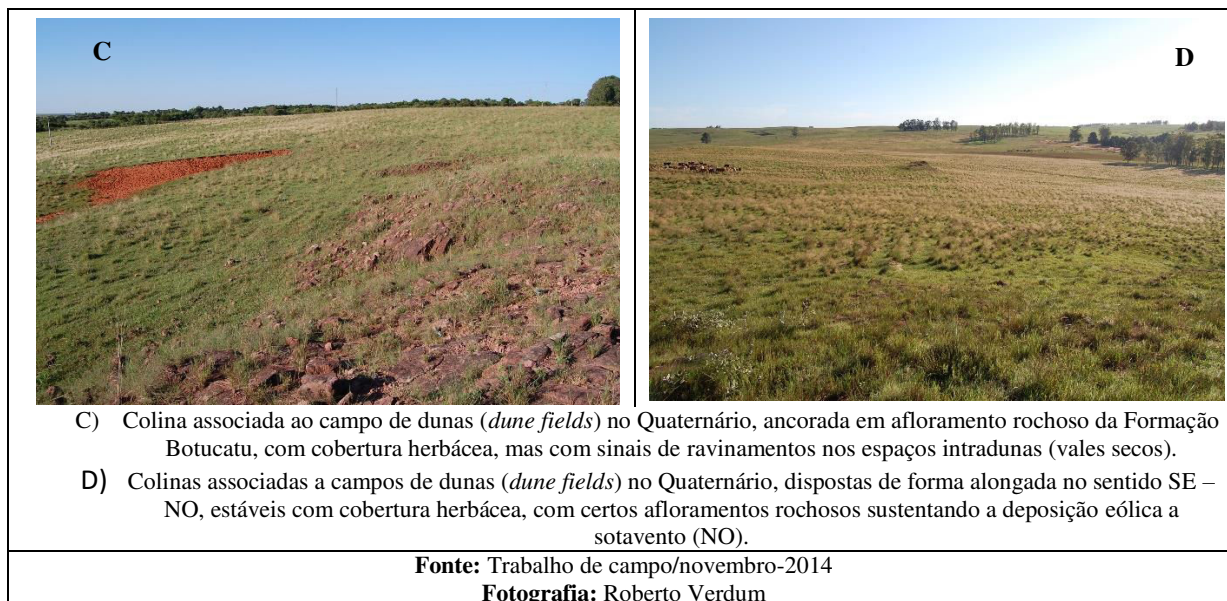 C
D
C) Colina associada ao campo de dunas (dune fields) no Quaternário, ancorada em afloramento rochoso da Formação
Botucatu, com cobertura herbácea, mas com sinais de ravinamentos nos espaços intradunas (vales secos).
D) Colinas associadas a campos de dunas (dune fields) no Quaternário, dispostas de forma alongada no sentido SE –
NO, estáveis com cobertura herbácea, com certos afloramentos rochosos sustentando a deposição eólica a
sotavento (NO).
Fonte: Trabalho de campo/novembro-2014
Fotografia: Roberto Verdum